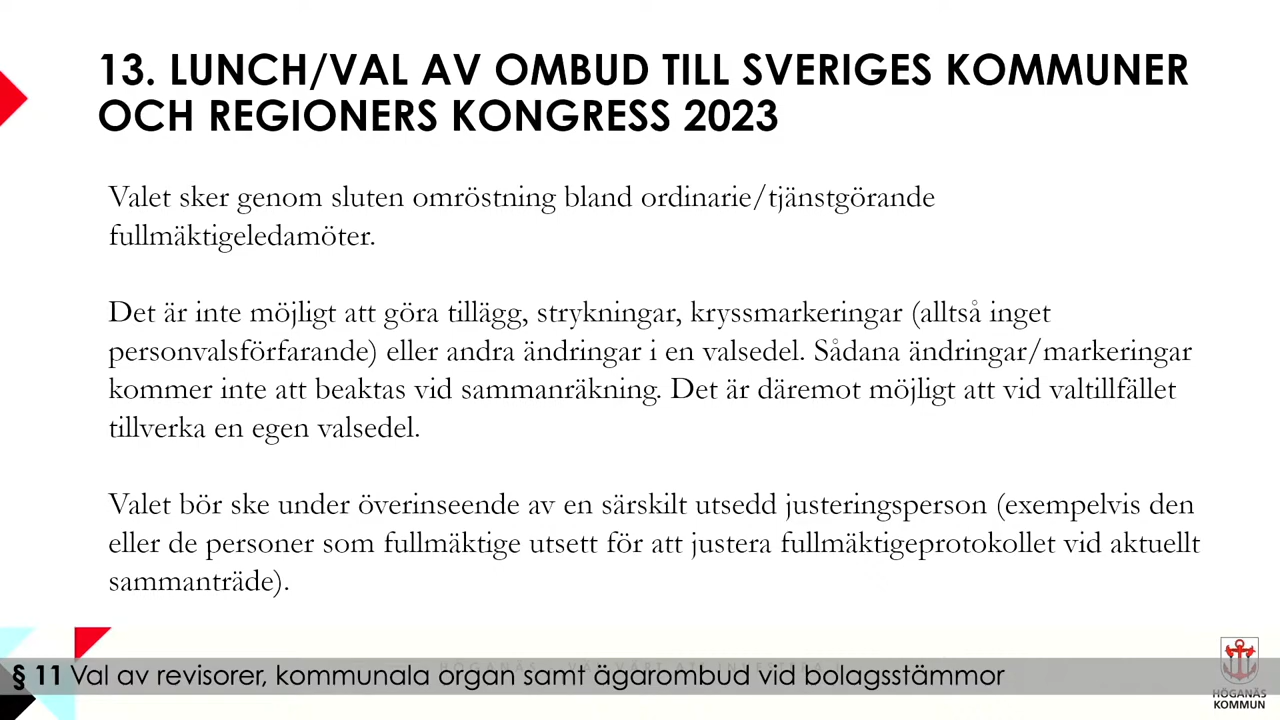 13. LUNCH/VAL AV OMBUD TILL SVERIGES KOMMUNER
OCH REGIONERS KONGRESS 2023
Valet sker genom sluten omröstning bland ordinarie/tjänstgörande
fullmäktigeledamöter.
Det är inte möjligt att göra tillägg, strykningar, kryssmarkeringar (alltså inget
personvalsförfarande) eller andra ändringar i en valsedel. Sådana ändringar/markeringar
kommer inte att beaktas vid sammanräkning. Det är däremot möjligt att vid valtillfället
tillverka en egen valsedel.
Valet bör ske under överinseende av en särskilt utsedd justeringsperson (exempelvis den
eller de personer som fullmäktige utsett för att justera fullmäktigeprotokollet vid aktuellt
sammanträde).
§ 11 Val av revisorer, kommunala organ samt ägarombud vid bolagsstämmor
HÖGANÄS
KOMMUN